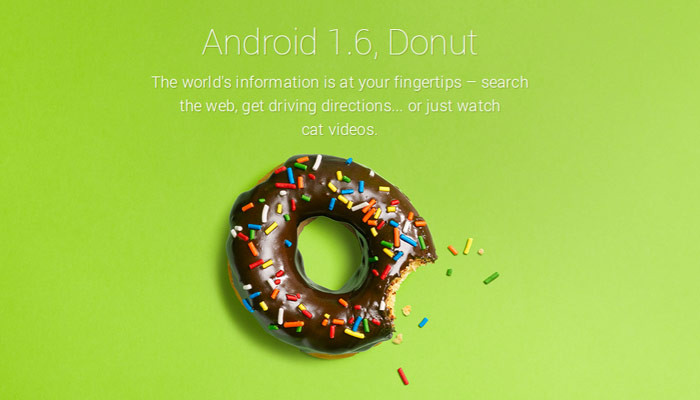 Android 1.6, Donut
The world's information is at your fingertips – search
the web, get driving directions... or just watch
cat videos.